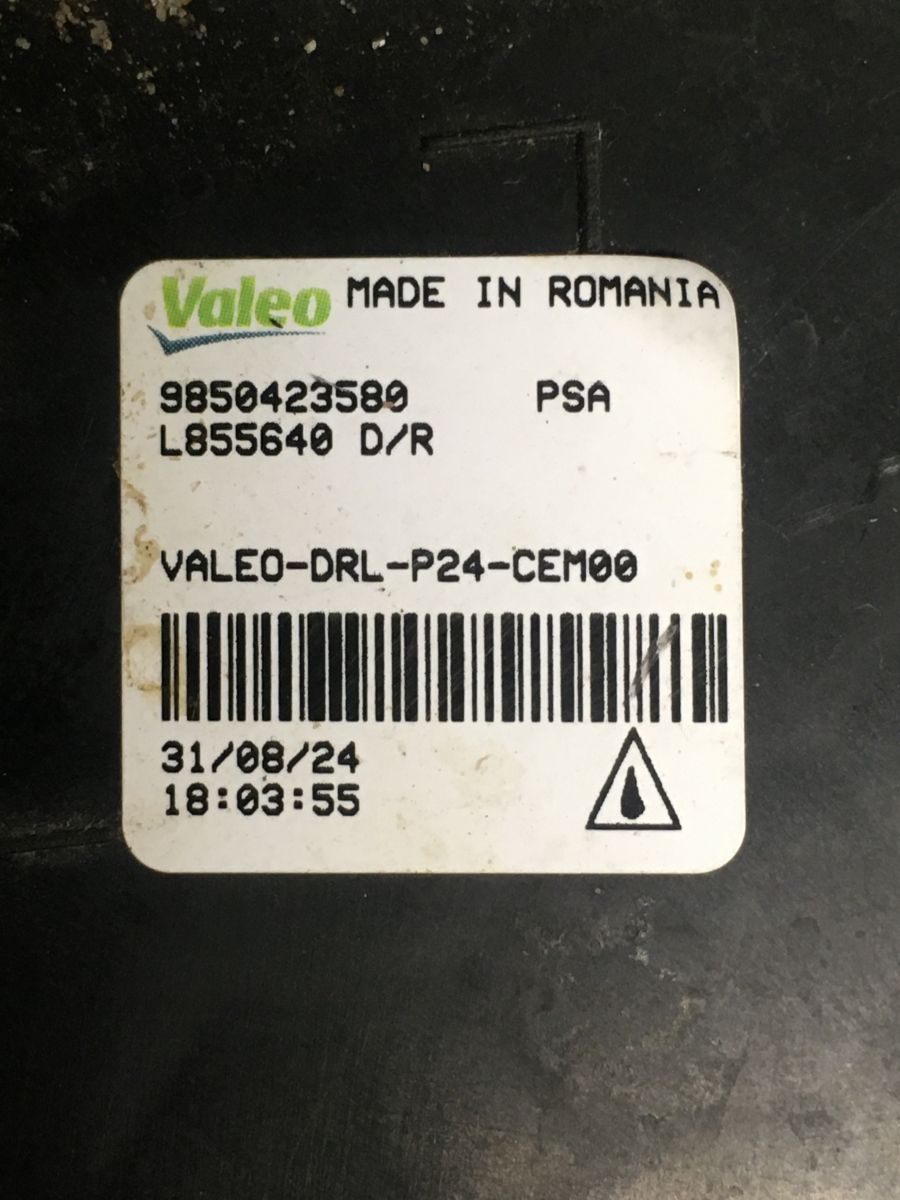 Valeo MADE IN ROMANIA
9850423580 PSA
L855640 D/R
VALEO-DRL-P24-CEM00
31/08/24
18:03:55